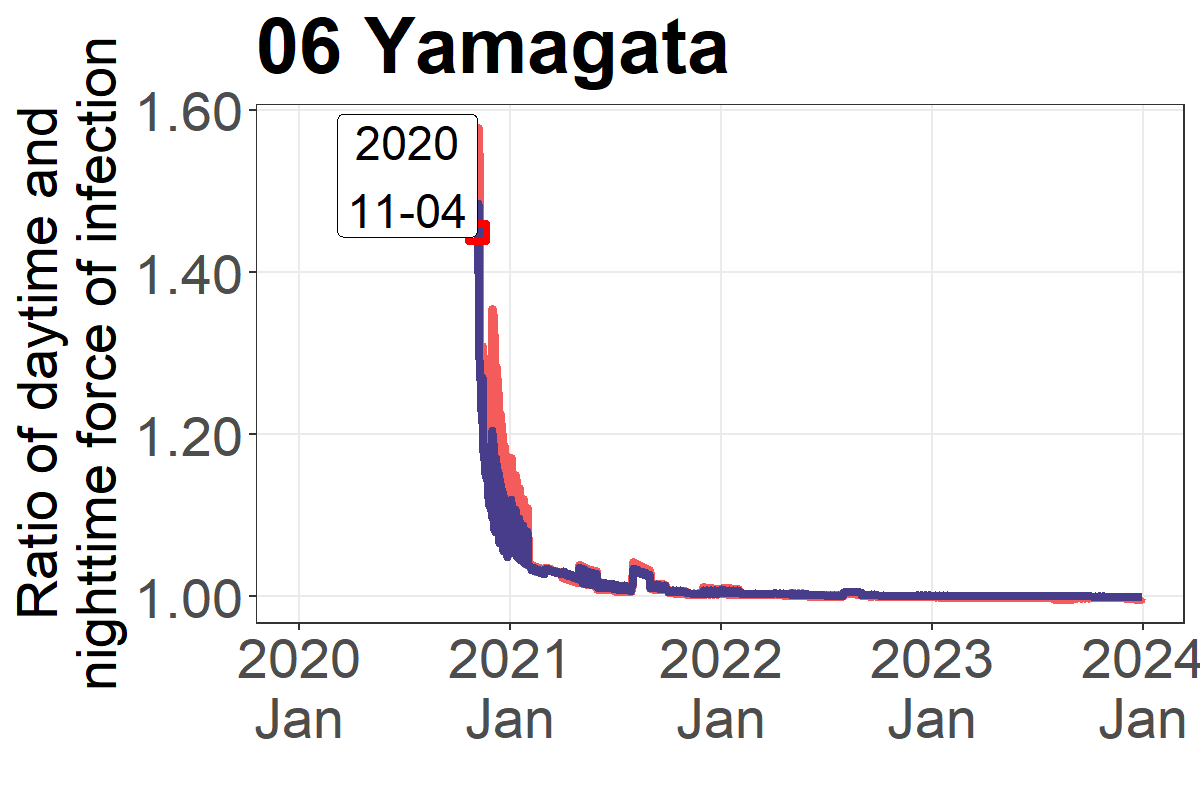 06 Yamagata
Ratio of daytime and
nighttime force of infection
1.60
1.40
1.20
1.00
2020
11-04
2020
Jan
2021
Jan
2022
Jan
2023
Jan
2024
Jan